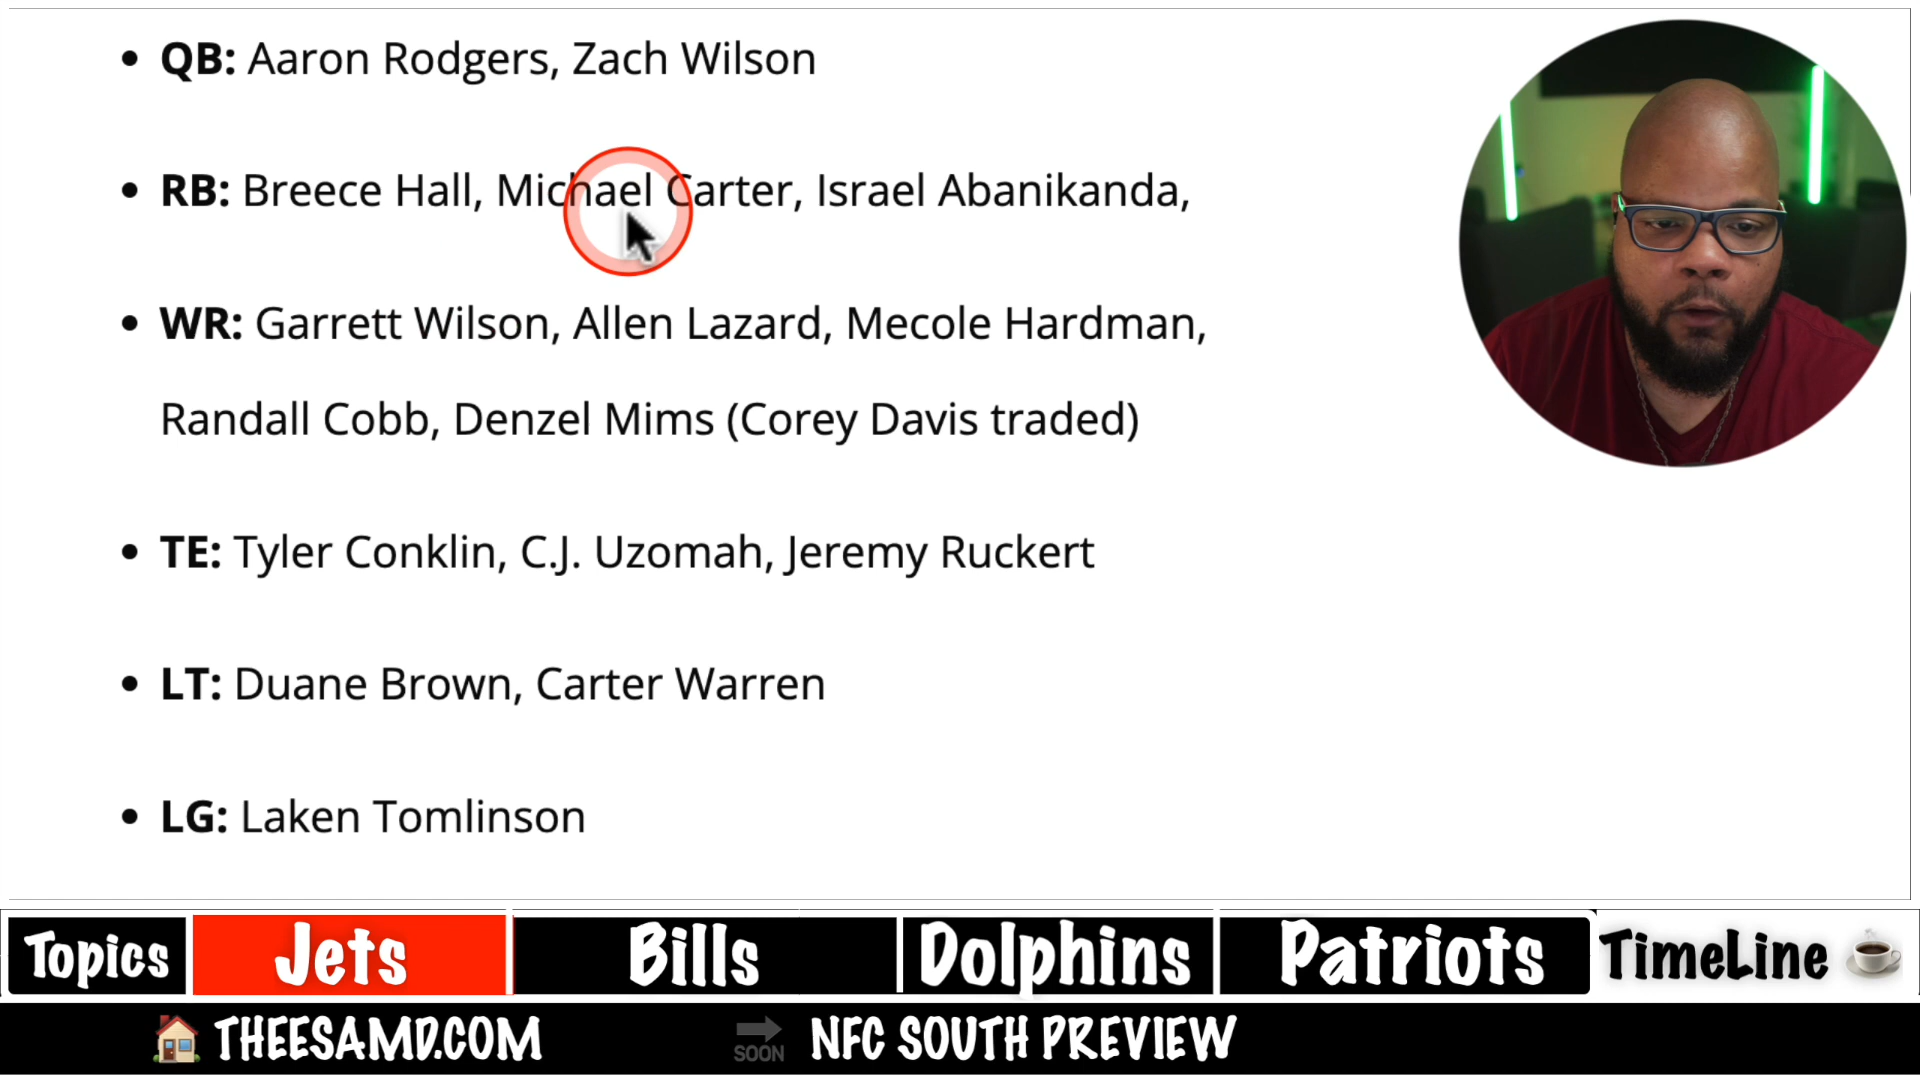 QB: Aaron Rodgers, Zach Wilson
RB: Breece Hall, Michael Carter, Israel Abanikanda,
WR: Garrett Wilson, Allen Lazard, Mecole Hardman,
Randall Cobb, Denzel Mims (Corey Davis traded)
TE: Tyler Conklin, C.J. Uzomah, Jeremy Ruckert
LT: Duane Brown, Carter Warren
LG: Laken Tomlinson
Topics Jets Bills Dolphins Patriots TimeLine
THEESAMD.COM SOON NFC SOUTH PREVIEW